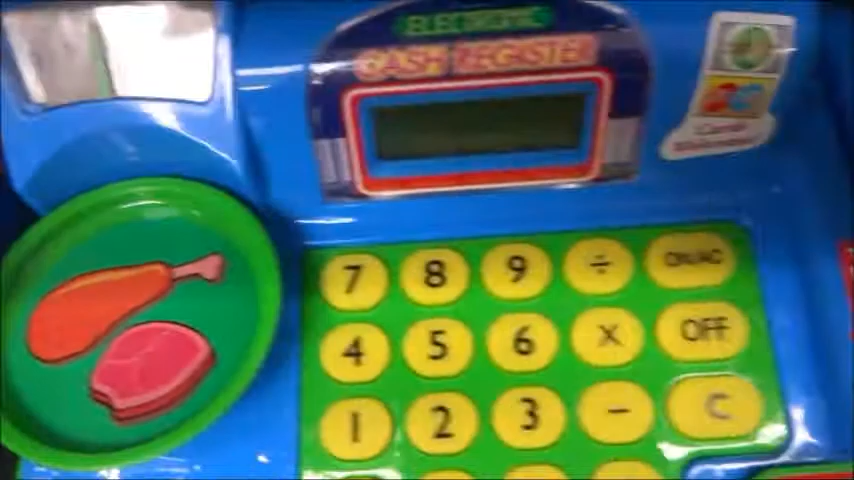 ELECTRONIC
CASH REGISTER
7 8 9 ÷ ON/AC
4 5 6 X OFF
1 2 3 − C